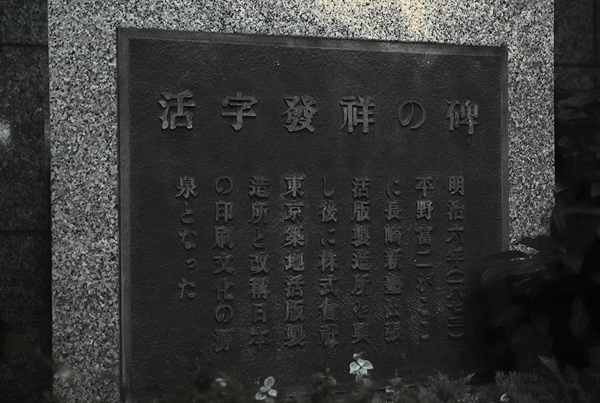 活字發祥の碑
明治六年(一八七三)
平野富二がここ
に長崎新塾出張
活版製造所を興
し後に株式會社
東京築地活版製
造所と改稱日本
の印刷文化の源
泉となった